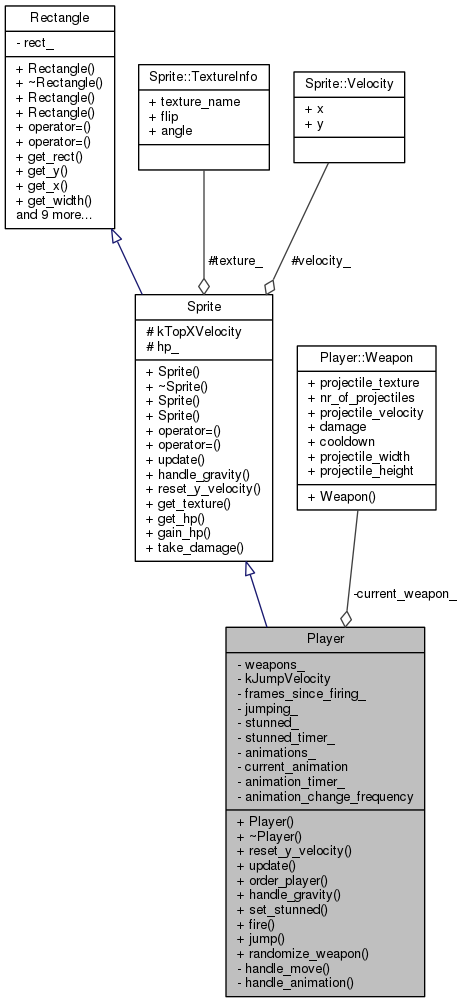 Rectangle
- rect_
+ Rectangle()
+ ~Rectangle()
+ Rectangle()
+ Rectangle()
+ operator=()
+ operator=()
+ get_rect()
+ get_y()
+ get_x()
+ get_width()
and 9 more...
Sprite::TextureInfo
+ texture_name
+ flip
+ angle
Sprite::Velocity
+ x
+ y
#texture_
#velocity_
Sprite
# kTopXVelocity
# hp_
+ Sprite()
+ ~Sprite()
+ Sprite()
+ Sprite()
+ operator=()
+ operator=()
+ update()
+ handle_gravity()
+ reset_y_velocity()
+ get_texture()
+ get_hp()
+ gain_hp()
+ take_damage()
Player::Weapon
+ projectile_texture
+ nr_of_projectiles
+ projectile_velocity
+ damage
+ cooldown
+ projectile_width
+ projectile_height
+ Weapon()
-current_weapon_
Player
- weapons_
- kJumpVelocity
- frames_since_firing_
- jumping_
- stunned_
- stunned_timer_
- animations_
- current_animation
- animation_timer_
- animation_change_frequency
+ Player()
+ ~Player()
+ reset_y_velocity()
+ update()
+ order_player()
+ handle_gravity()
+ set_stunned()
+ fire()
+ jump()
+ randomize_weapon()
- handle_move()
- handle_animation()